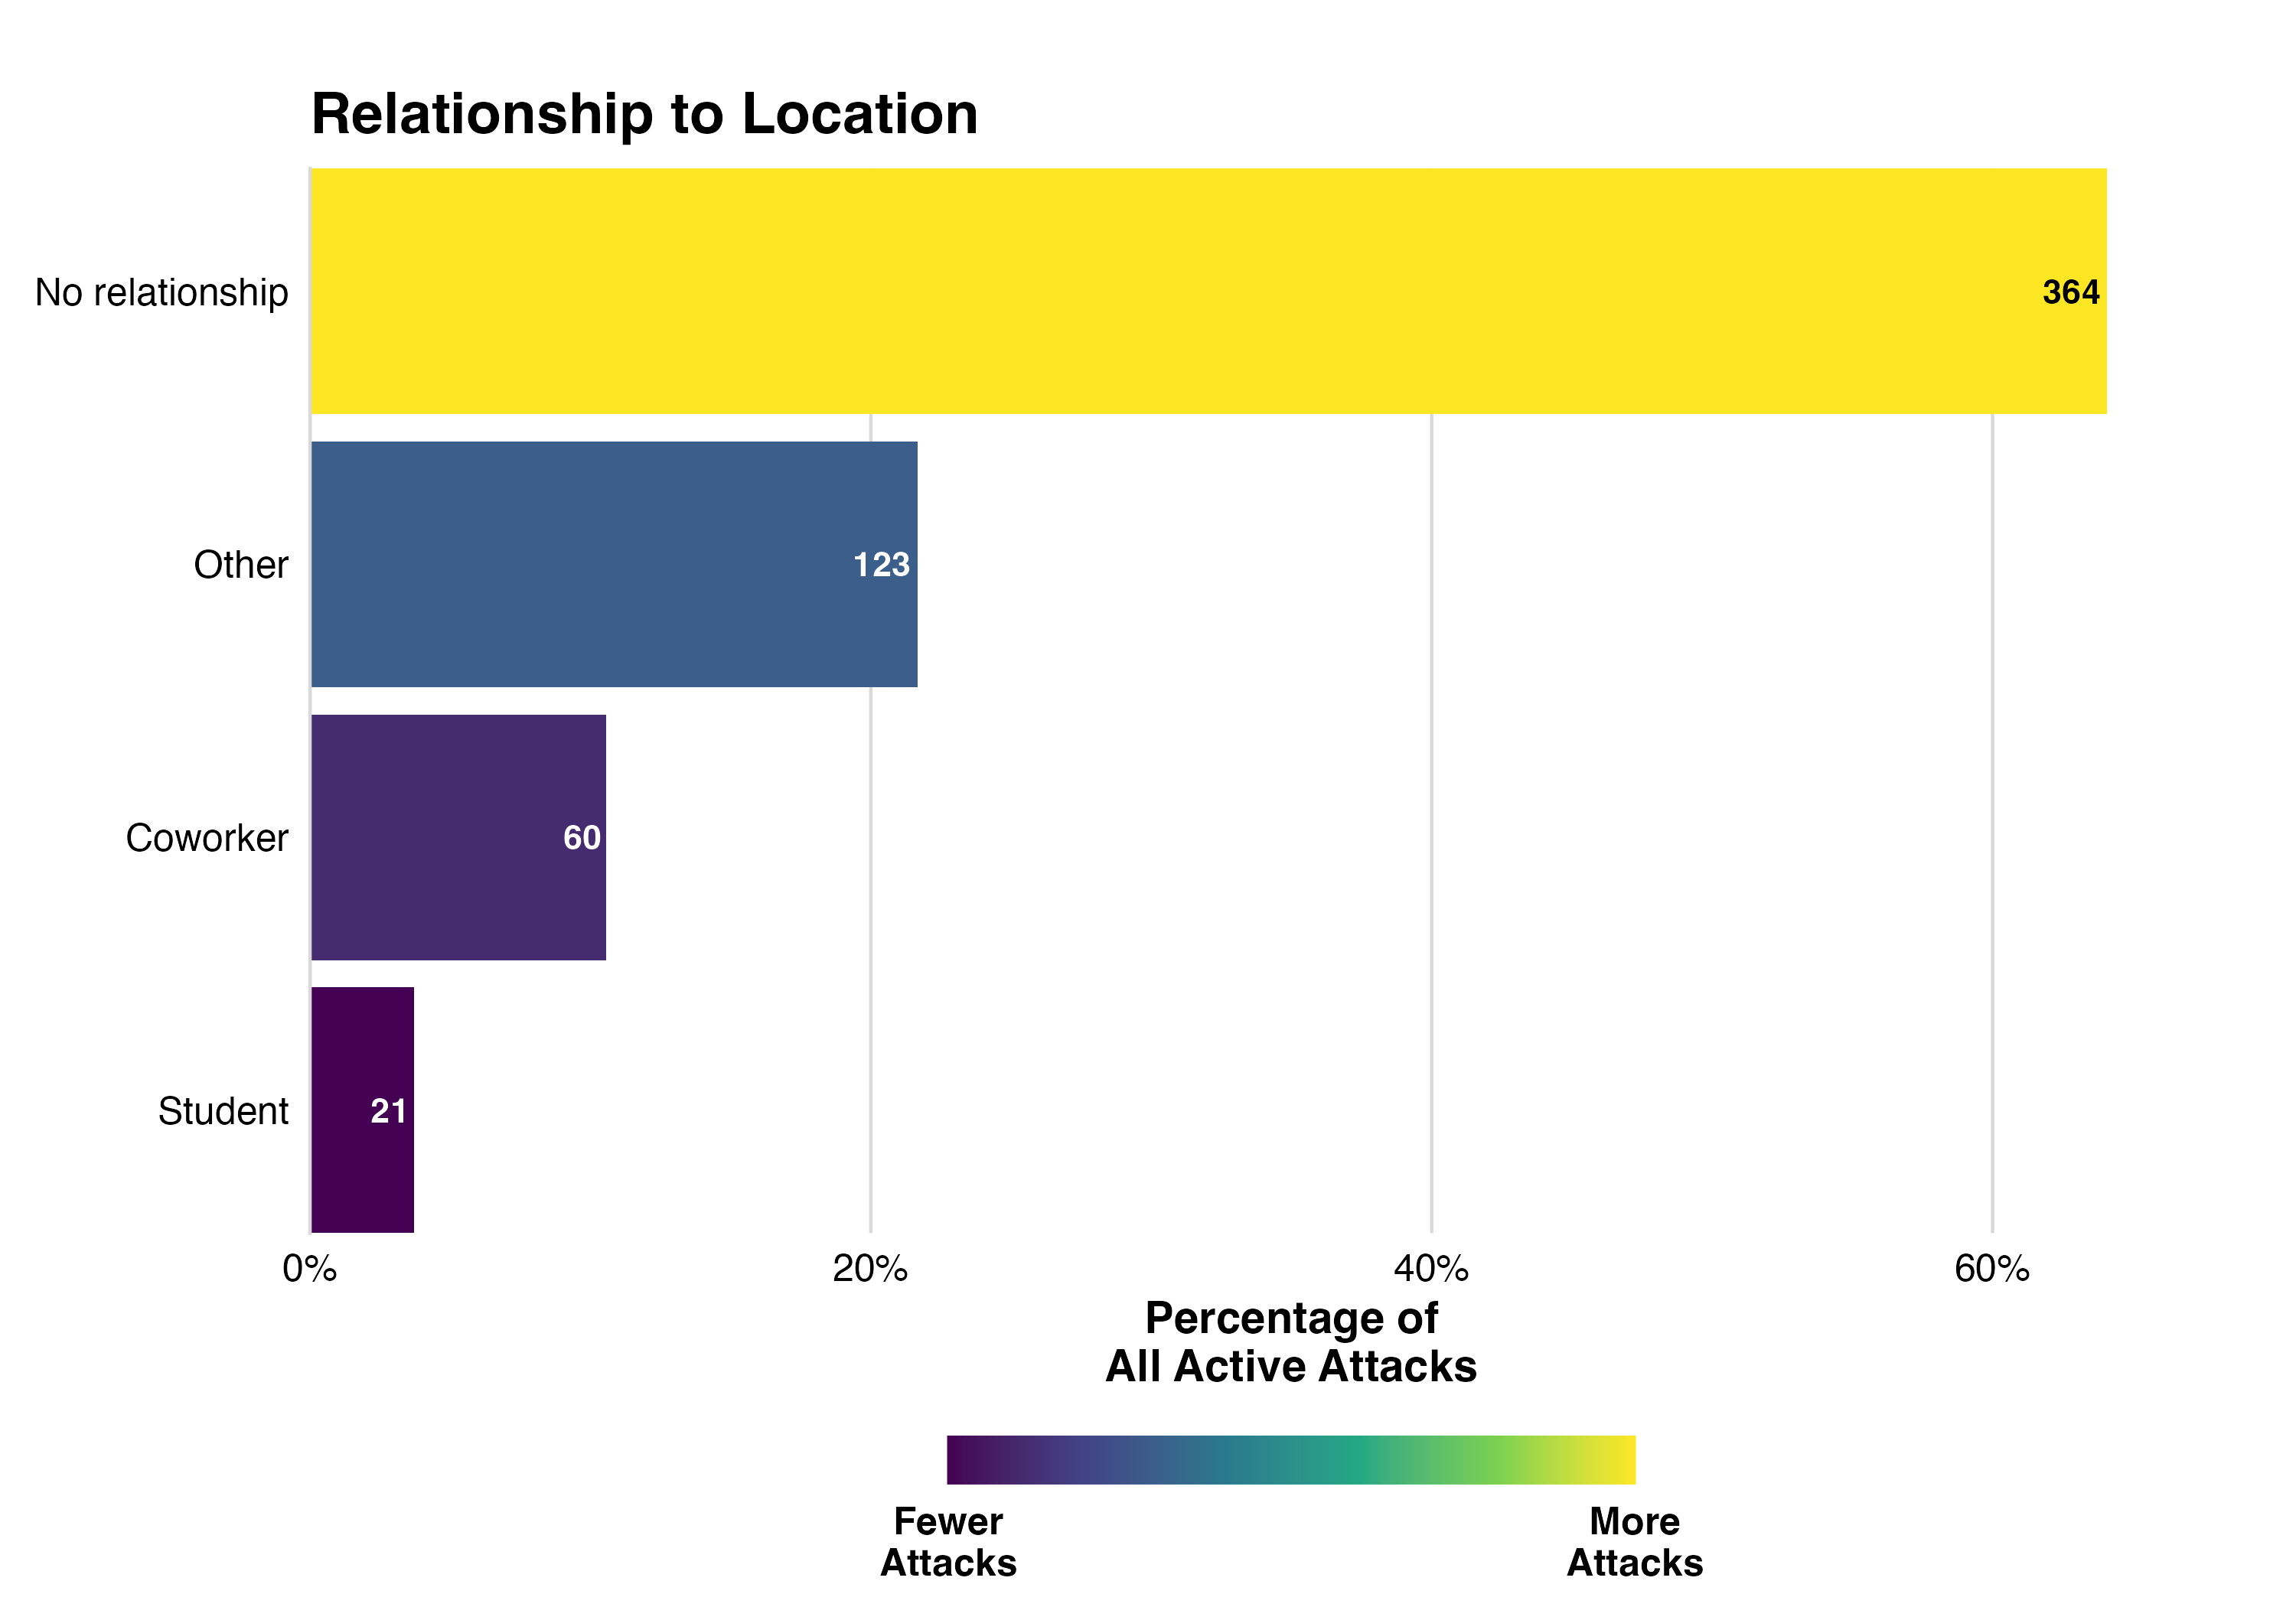 Relationship to Location
No relationship
364
Other
123
Coworker
60
Student
21
0%
20%
40%
60%
Percentage of
All Active Attacks
Fewer
Attacks
More
Attacks